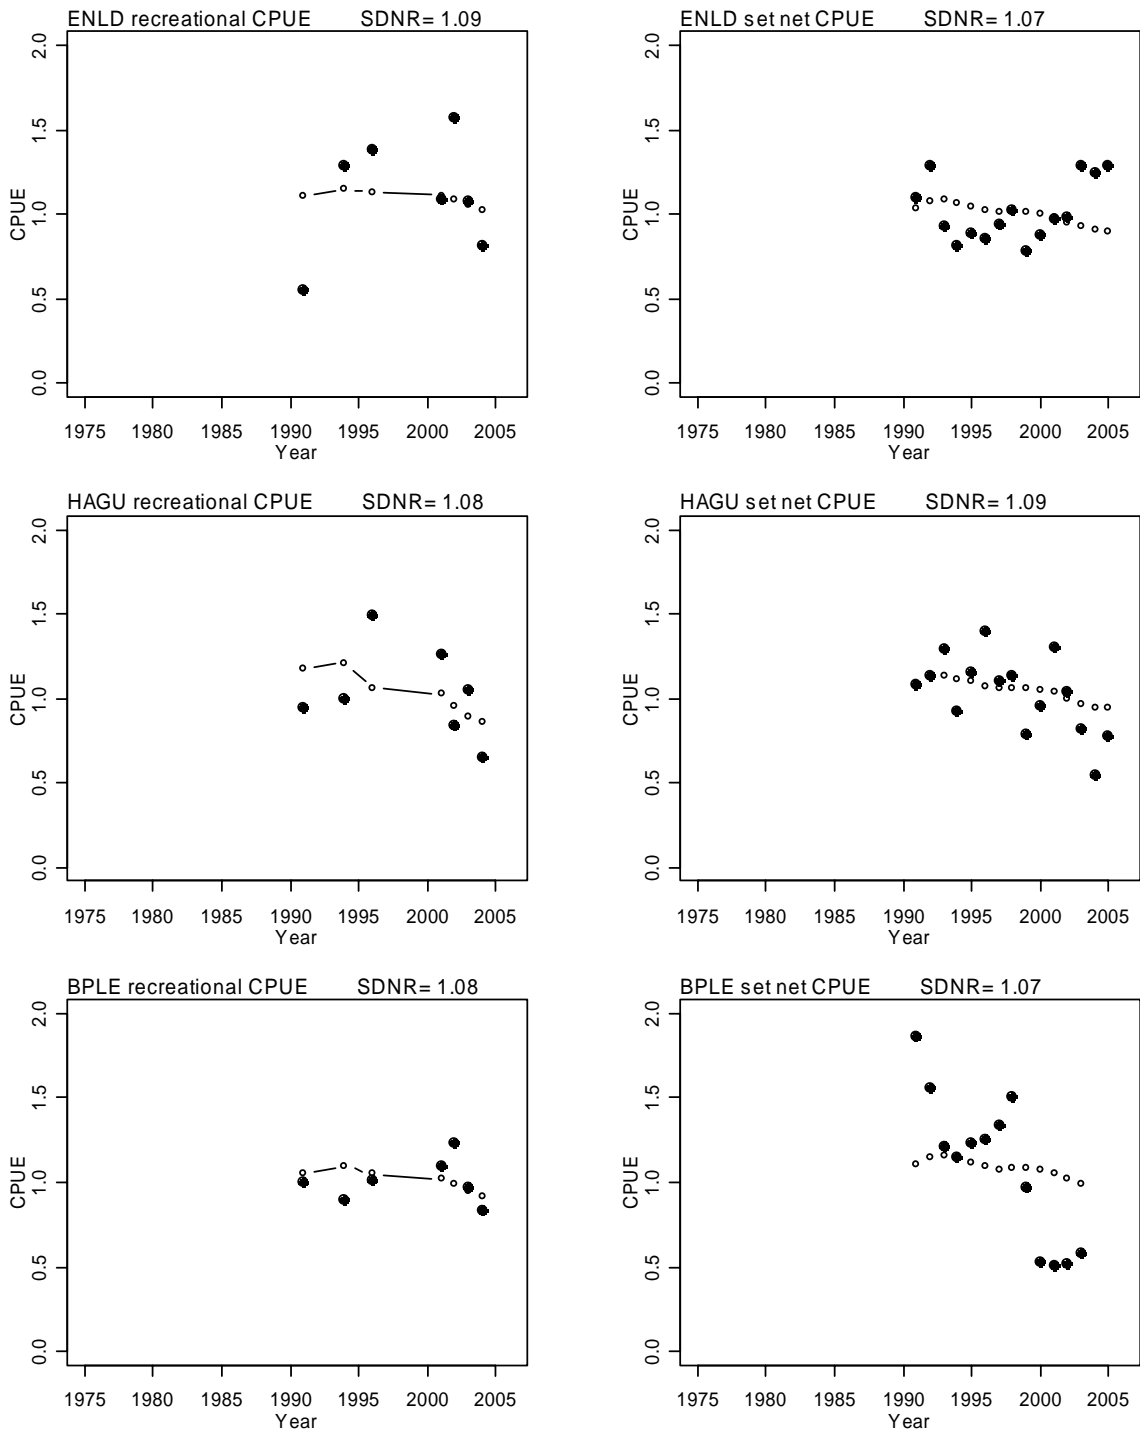 ENLD recreational CPUE SDNR= 1.09
CPUE
2.0
1.5
1.0
0.5
0.0
1975 1980 1985 1990 1995 2000 2005
Year
ENLD set net CPUE SDNR= 1.07
CPUE
2.0
1.5
1.0
0.5
0.0
1975 1980 1985 1990 1995 2000 2005
Year
HAGU recreational CPUE SDNR= 1.08
CPUE
2.0
1.5
1.0
0.5
0.0
1975 1980 1985 1990 1995 2000 2005
Year
HAGU set net CPUE SDNR= 1.09
CPUE
2.0
1.5
1.0
0.5
0.0
1975 1980 1985 1990 1995 2000 2005
Year
BPLE recreational CPUE SDNR= 1.08
CPUE
2.0
1.5
1.0
0.5
0.0
1975 1980 1985 1990 1995 2000 2005
Year
BPLE set net CPUE SDNR= 1.07
CPUE
2.0
1.5
1.0
0.5
0.0
1975 1980 1985 1990 1995 2000 2005
Year